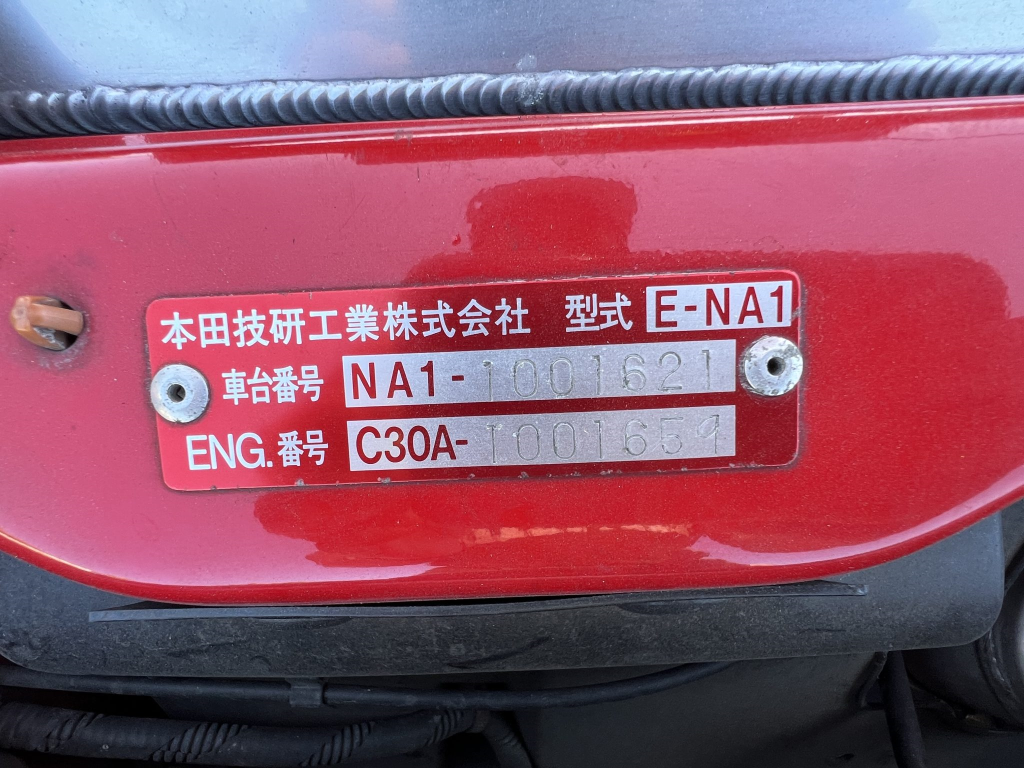 本田技研工業株式会社 型式 E-NA1
車台番号 NA1-1001621
ENG.番号 C30A-1001659